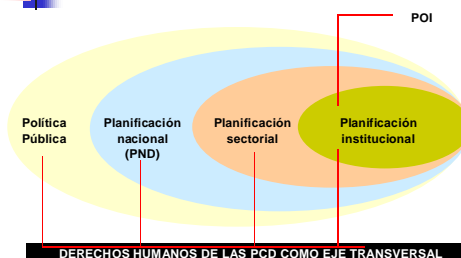 POI
Política
Pública
Planificación
nacional
(PND)
Planificación
sectorial
Planificación
institucional
DERECHOS HUMANOS DE LAS PCD COMO EJE TRANSVERSAL